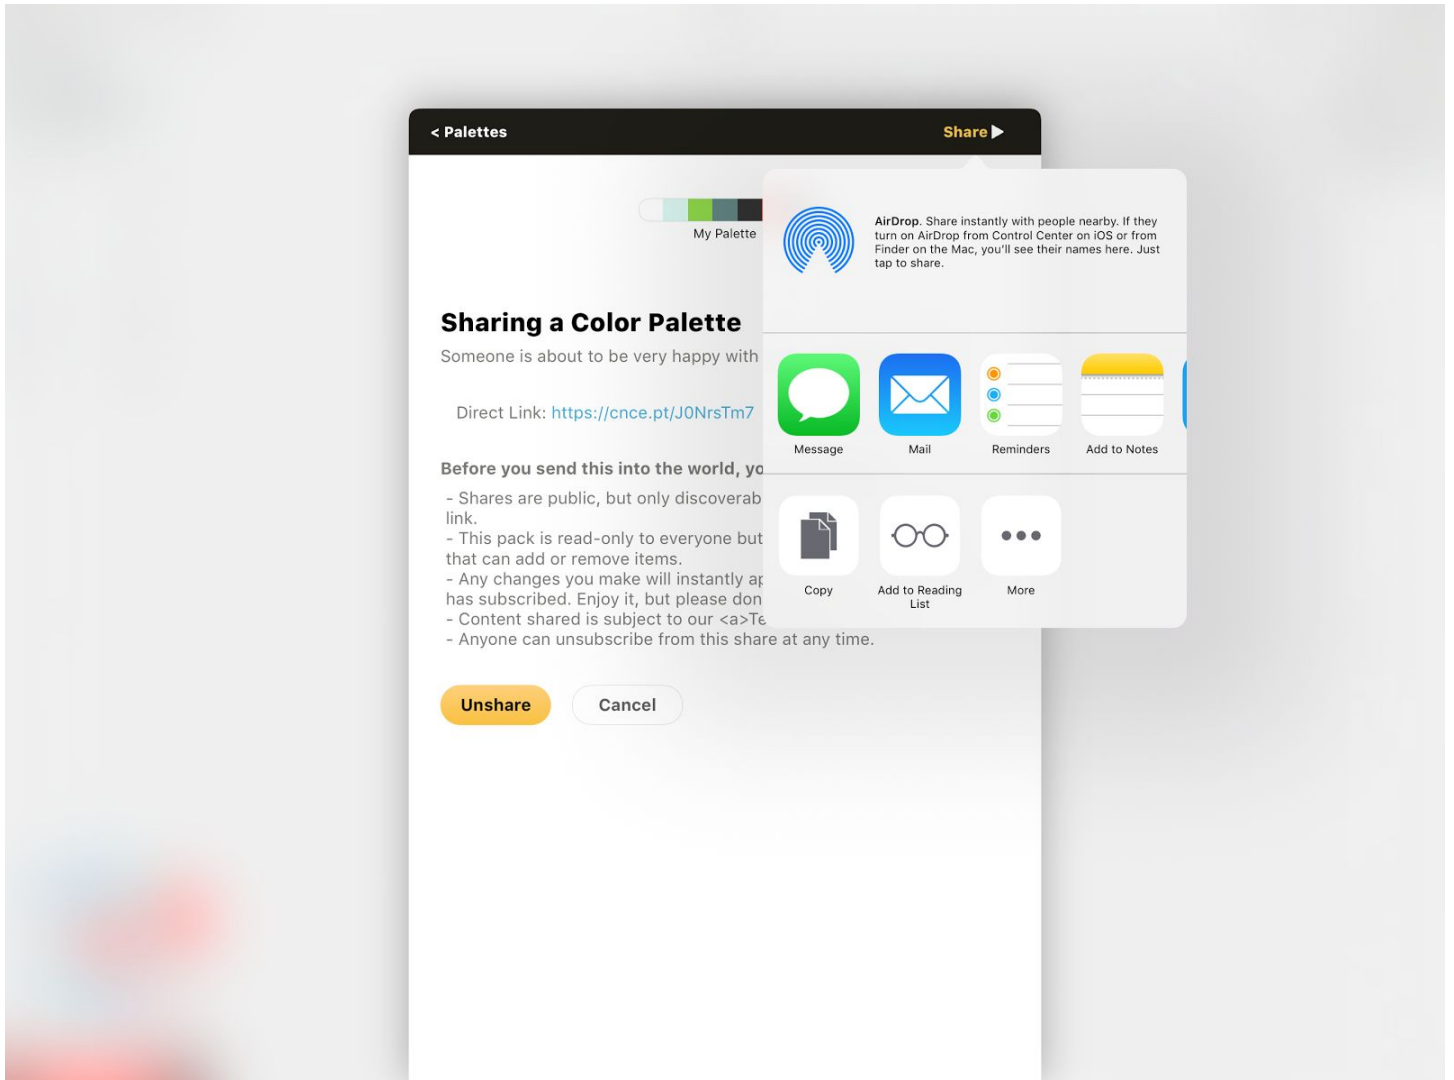 < Palettes
Share
My Palette
AirDrop. Share instantly with people nearby. If they
turn on AirDrop from Control Center on iOS or from
Finder on the Mac, you’ll see their names here. Just
tap to share.
Sharing a Color Palette
Someone is about to be very happy with
Direct Link: https://cnce.pt/J0NrsTm7
Message
Mail
Reminders
Add to Notes
Before you send this into the world,
- Shares are public, but only
link.
- This pack is read-only to everyone but
that can add or remove items.
- Any changes you make will instantly
has subscribed. Enjoy it, but please
- Content shared is subject to our <a>
- Anyone can unsubscribe from this share at any time.
Copy
Add to Reading
List
More
Unshare
Cancel